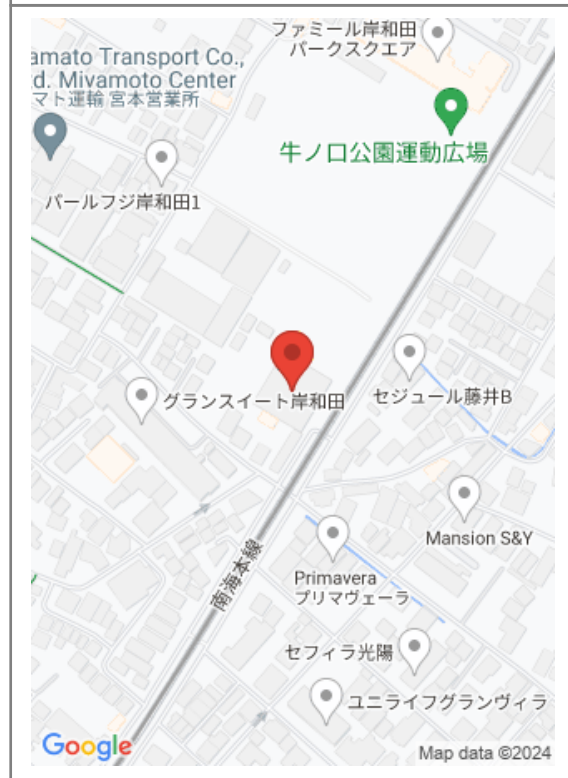 ファミール岸和田
パークスクエア
amato Transport Co.,
d. Miyamoto Center
マト運輸 宮本営業所
牛ノ口公園運動広場
パールフジ岸和田1
グランスイート岸和田
セジュール藤井B
Mansion S&Y
南海本線
Primavera
プリマヴェーラ
セフィラ光陽
ユニライフグランヴィラ
Google
Map data ©2024